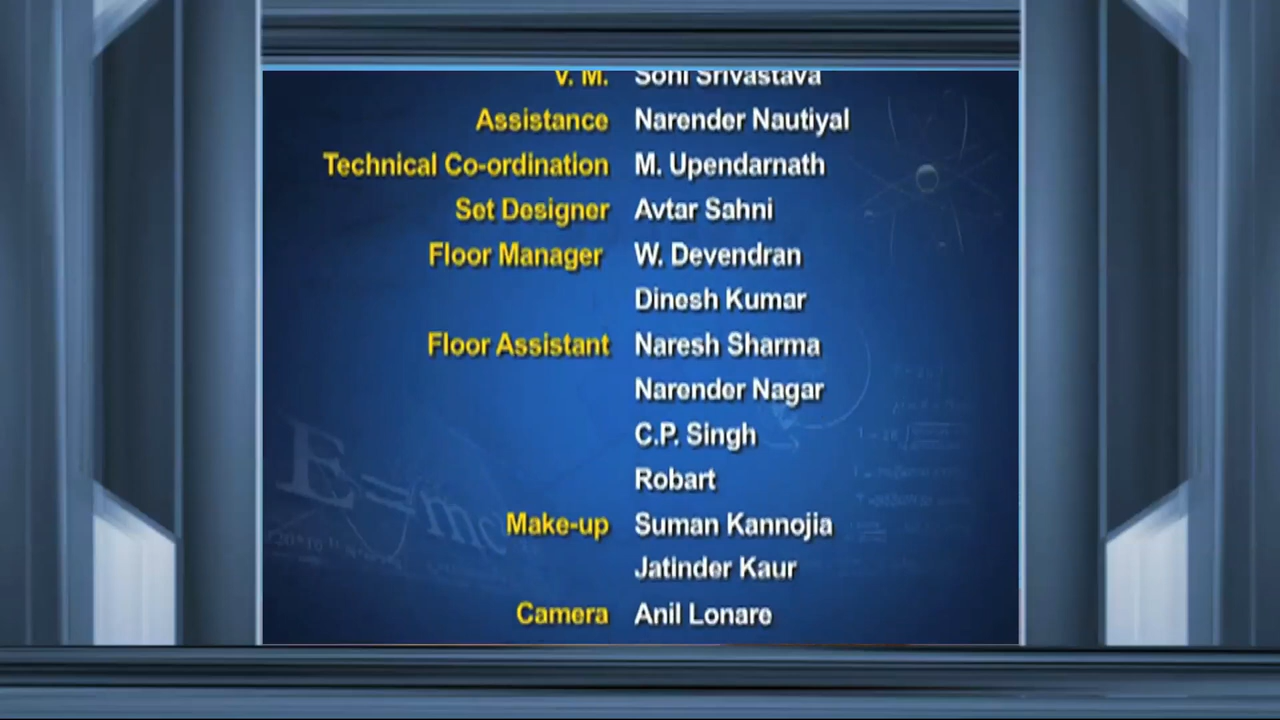 V. M. Soni Srivastava
Assistance Narender Nautiyal
Technical Co-ordination M. Upendarnath
Set Designer Avtar Sahni
Floor Manager W. Devendran
Dinesh Kumar
Floor Assistant Naresh Sharma
Narender Nagar
C.P. Singh
Robart
Make-up Suman Kannojia
Jatinder Kaur
Camera Anil Lonare
E=mc